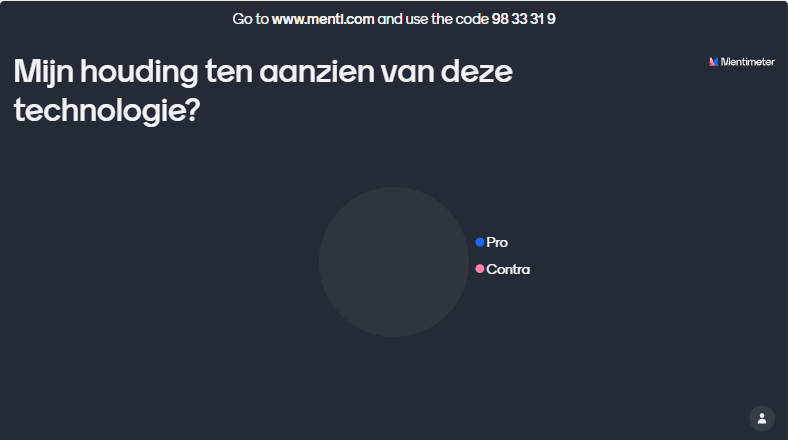 Go to www.menti.com and use the code 98 33 31 9
Mijn houding ten aanzien van deze
technologie?
Mentimeter
Pro
Contra